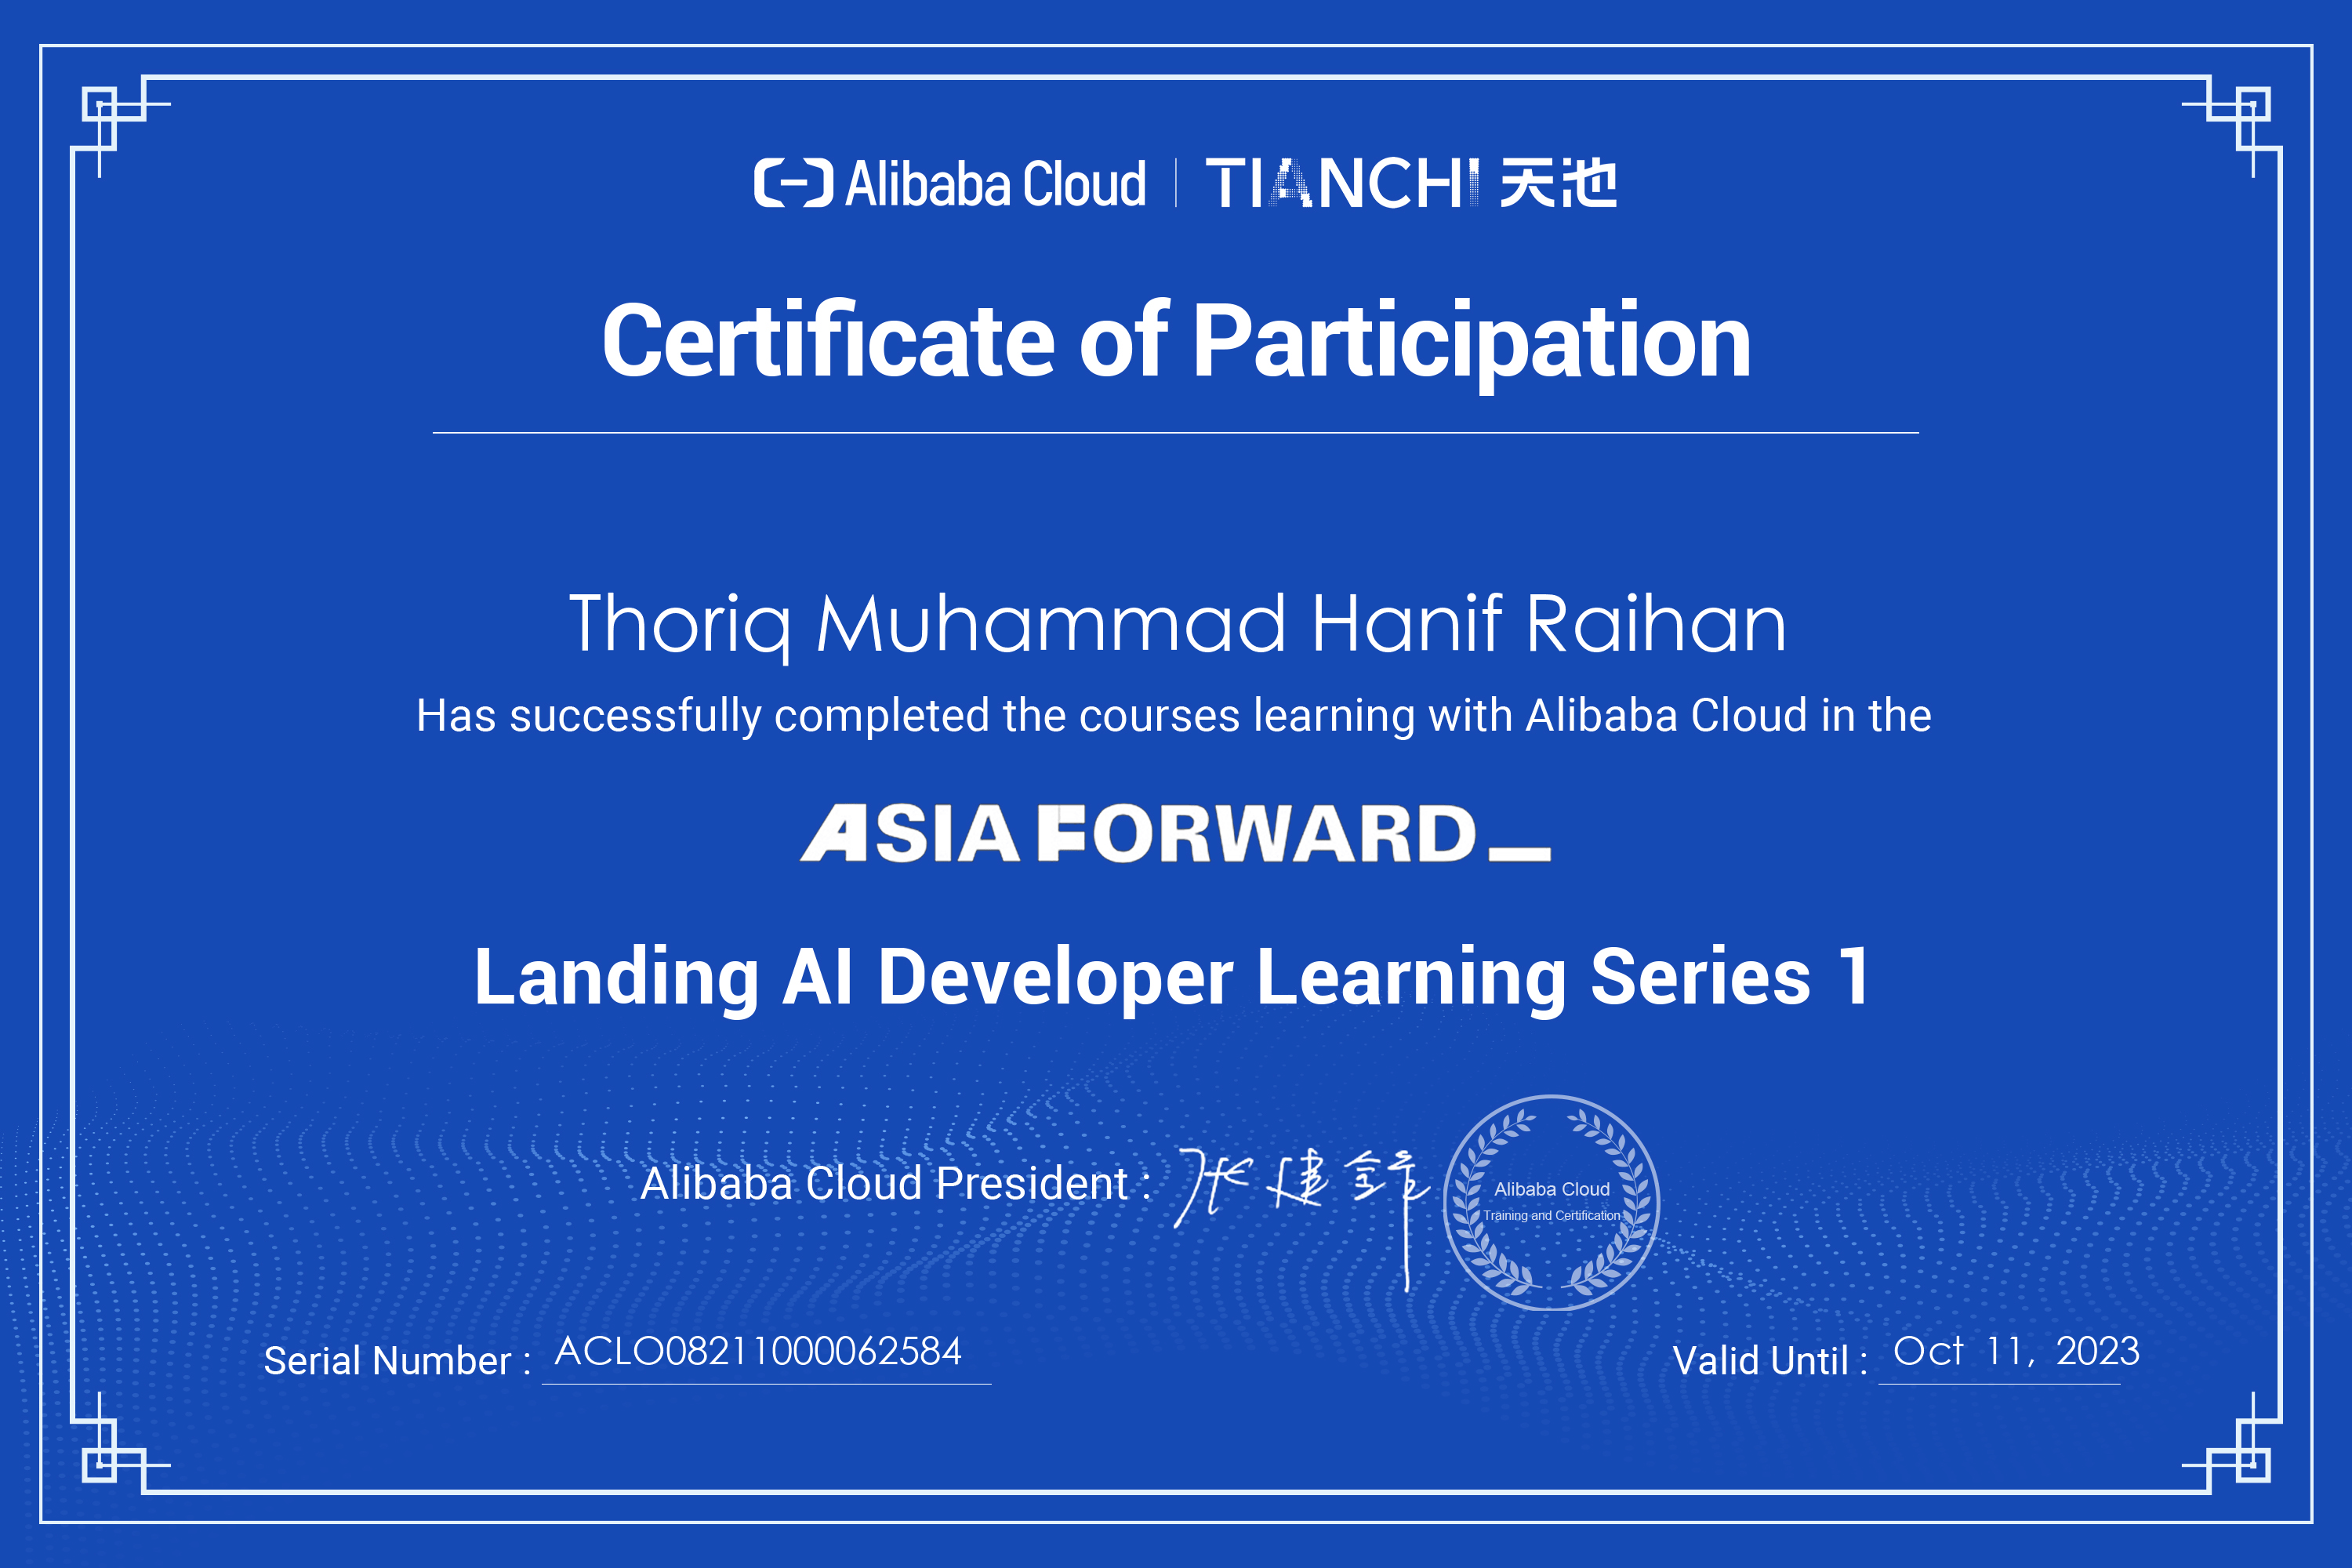 Alibaba Cloud | TIANCHI 天池
Certificate of Participation
Thoriq Muhammad Hanif Raihan
Has successfully completed the courses learning with Alibaba Cloud in the
ASIA FORWARD_
Landing AI Developer Learning Series 1
Alibaba Cloud President : 张建锋
Alibaba Cloud
Training and Certification
Serial Number : ACLO08211000062584
Valid Until : Oct 11, 2023